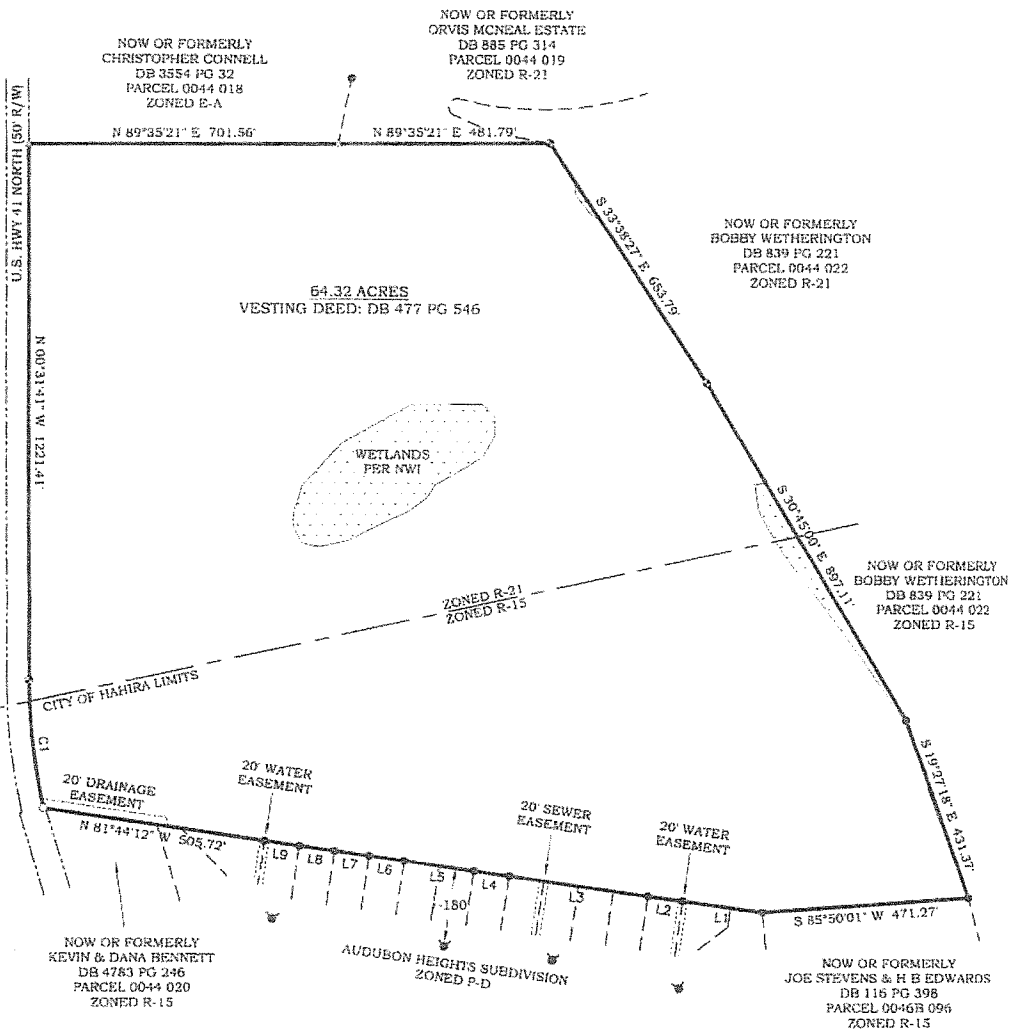 NOW OR FORMERLY
ORVIS MCNEAL ESTATE
DB 885 PG 314
PARCEL 0044 019
ZONED R-21
NOW OR FORMERLY
CHRISTOPHER CONNELL
DB 3554 PG 32
PARCEL 0044 018
ZONED E-A
U.S. HWY 41 NORTH (50' R/W)
N 89°35'21" E 701.56'
N 89°35'21" E 481.79'
S 33°38'27" E 653.79'
NOW OR FORMERLY
BOBBY WETHERINGTON
DB 839 PG 221
PARCEL 0044 022
ZONED R-21
64.32 ACRES
VESTING DEED: DB 477 PG 546
N 00°31'41" W 1221.41'
WETLANDS
PER NWI
S 30°45'00" E 897.11'
NOW OR FORMERLY
BOBBY WETHERINGTON
DB 839 PG 221
PARCEL 0044 022
ZONED R-15
ZONED R-21
ZONED R-15
CITY OF HAHIRA LIMITS
C1
S 19°27'18" E 431.37'
20' DRAINAGE
EASEMENT
20' WATER
EASEMENT
20' SEWER
EASEMENT
20' WATER
EASEMENT
N 81°44'12" W 505.72'
L9
L8
L7
L6
L5
L4
L3
L2
L1
-180'
S 85°50'01" W 471.27'
AUDUBON HEIGHTS SUBDIVISION
ZONED P-D
NOW OR FORMERLY
KEVIN & DANA BENNETT
DB 4783 PG 246
PARCEL 0044 020
ZONED R-15
NOW OR FORMERLY
JOE STEVENS & H B EDWARDS
DB 116 PG 398
PARCEL 0046B 096
ZONED R-15